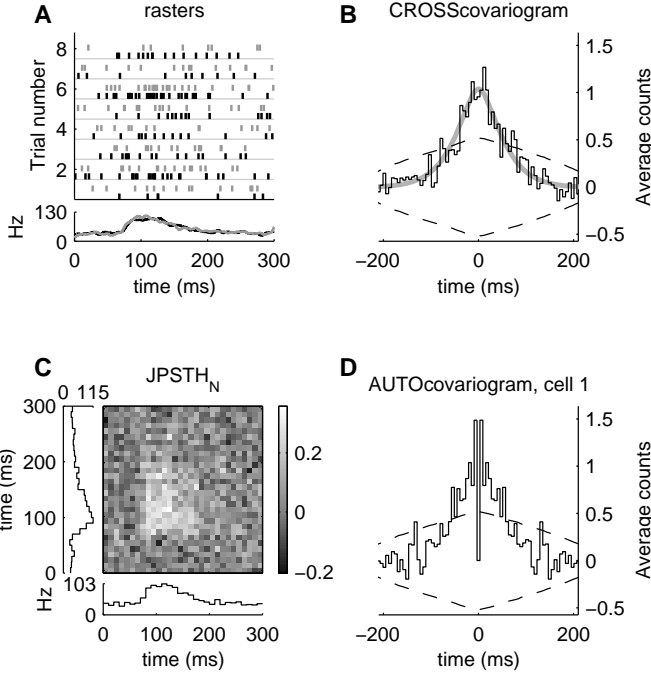 A
rasters
Trial number
8
6
4
2
Hz
130
0
0
100
200
300
time (ms)
B
CROSScovariogram
1.5
1
0.5
0
−0.5
Average counts
−200
0
200
time (ms)
C
JPSTH_N
0 115
300
200
100
0
time (ms)
0.2
0
−0.2
Hz
103
0
0
100
200
300
time (ms)
D
AUTOcovariogram, cell 1
1.5
1
0.5
0
−0.5
Average counts
−200
0
200
time (ms)